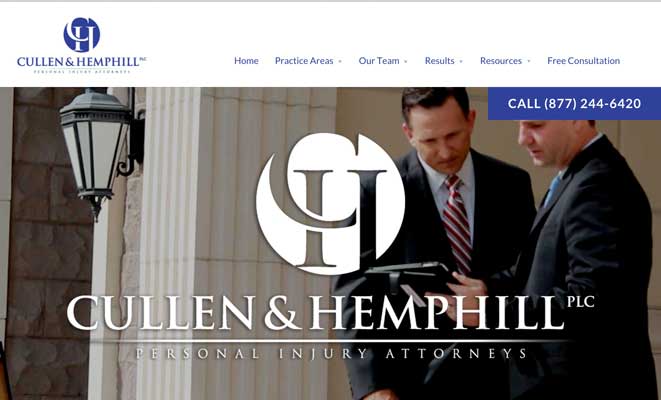 CH
CULLEN & HEMPHILL PLC
PERSONAL INJURY ATTORNEYS
Home Practice Areas Our Team Results Resources Free Consultation
CALL (877) 244-6420
CH
CULLEN & HEMPHILL PLC
PERSONAL INJURY ATTORNEYS